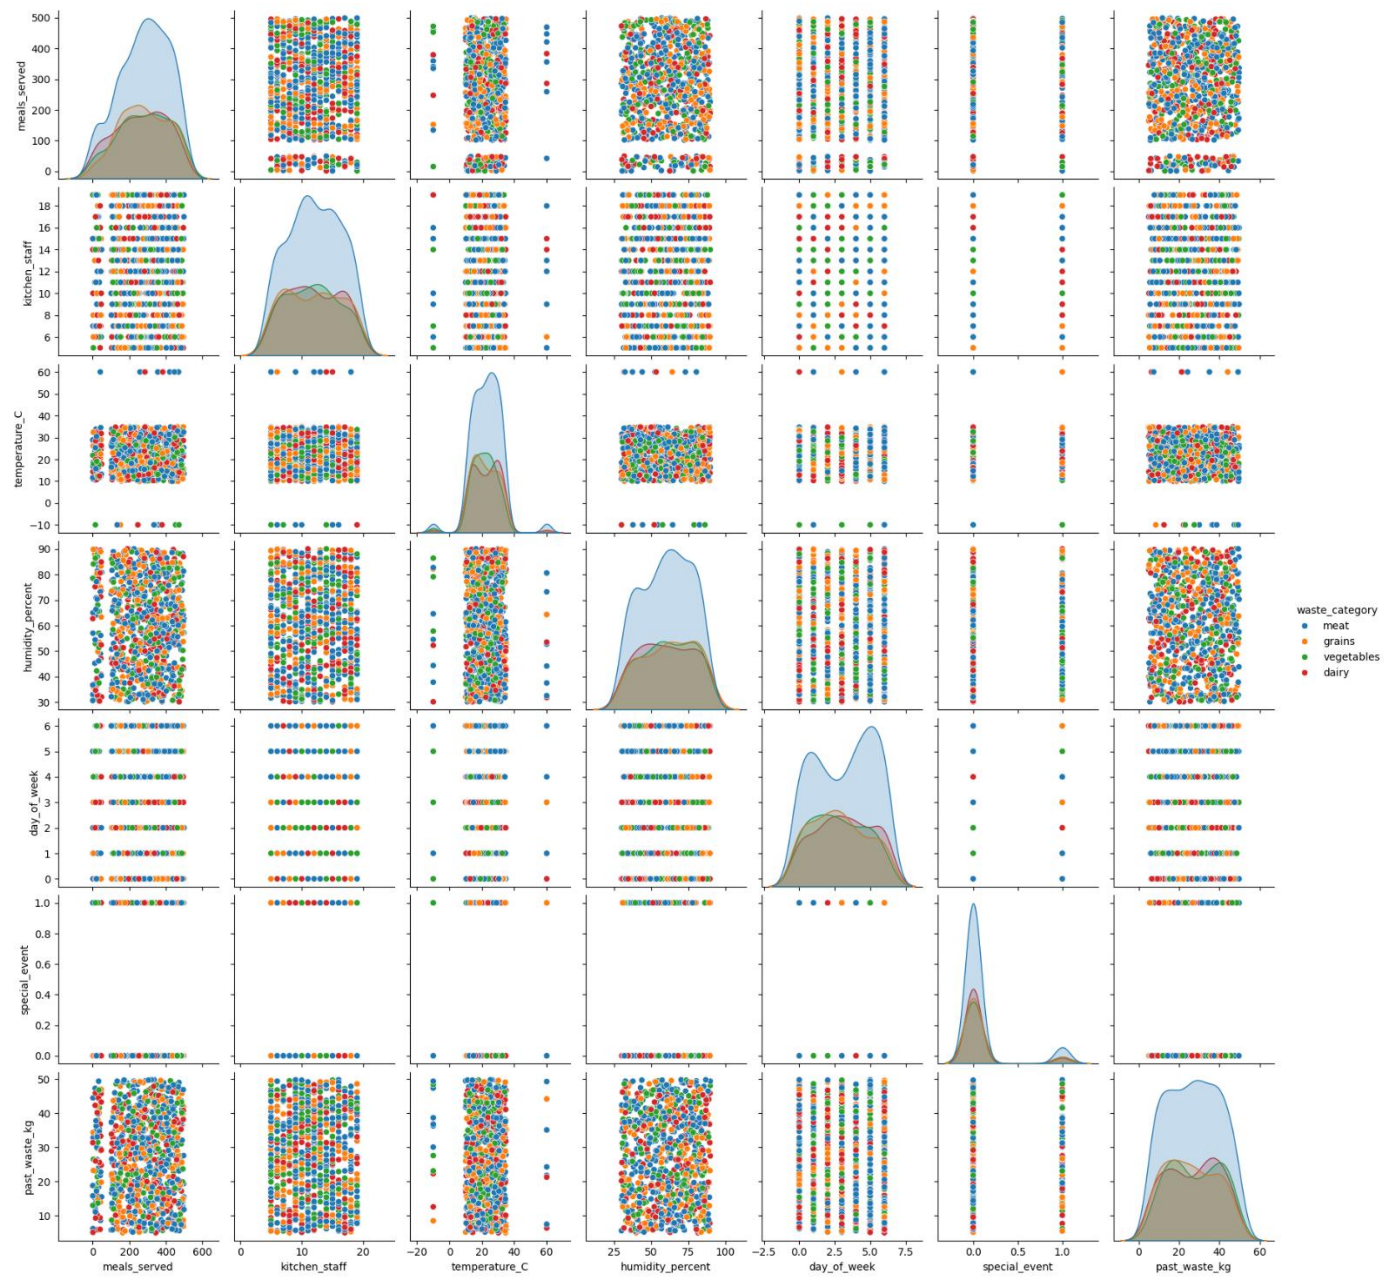 500
400
300
200
100
0
meals_served
18
16
14
12
10
8
6
kitchen_staff
60
50
40
30
20
10
0
−10
temperature_C
90
80
70
60
50
40
30
humidity_percent
waste_category
meat
grains
vegetables
dairy
6
5
4
3
2
1
0
day_of_week
1.0
0.8
0.6
0.4
0.2
0.0
special_event
50
40
30
20
10
past_waste_kg
0 200 400 600
meals_served
0 10 20
kitchen_staff
−20 0 20 40 60
temperature_C
50 75 100
humidity_percent
−2.5 0.0 2.5 5.0 7.5
day_of_week
0.0 0.5 1.0
special_event
0 20 40 60
past_waste_kg